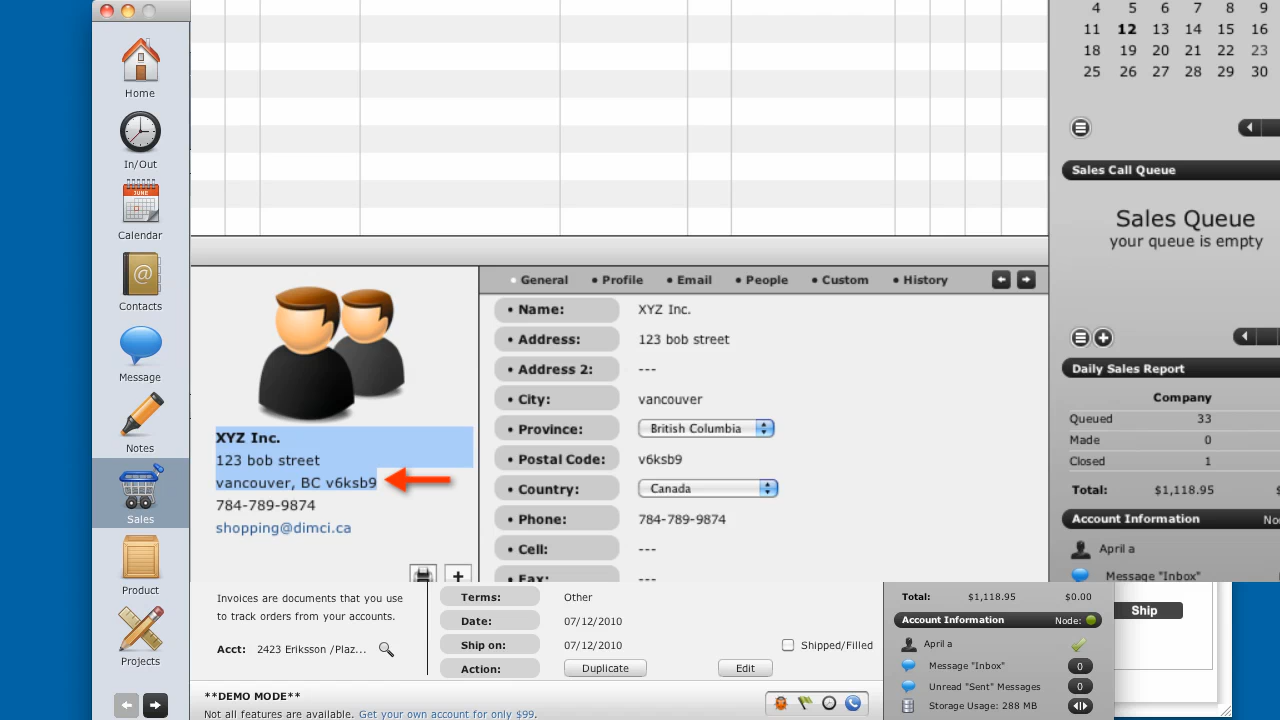 Home
In/Out
JUNE
Calendar
Contacts
Message
Notes
Sales
Product
Projects
4 5 6 7 8 9
11 12 13 14 15 16
18 19 20 21 22 23
25 26 27 28 29 30
Sales Call Queue
Sales Queue
your queue is empty
Daily Sales Report
Company
Queued 33
Made 0
Closed 1
Total: $1,118.95
Account Information
April a
Message "Inbox"
XYZ Inc.
123 bob street
vancouver, BC v6ksb9
784-789-9874
shopping@dimci.ca
• General • Profile • Email • People • Custom • History
• Name: XYZ Inc.
• Address: 123 bob street
• Address 2: ---
• City: vancouver
• Province: British Columbia
• Postal Code: v6ksb9
• Country: Canada
• Phone: 784-789-9874
• Cell: ---
• Fax: ---
Invoices are documents that you use
to track orders from your accounts.
Acct: 2423 Eriksson /Plaz...
Terms: Other
Date: 07/12/2010
Ship on: 07/12/2010
Shipped/Filled
Action: Duplicate Edit
**DEMO MODE**
Not all features are available. Get your own account for only $99.
Total: $1,118.95 $0.00
Account Information Node:
April a
Message "Inbox" 0
Unread "Sent" Messages 0
Storage Usage: 288 MB
Ship